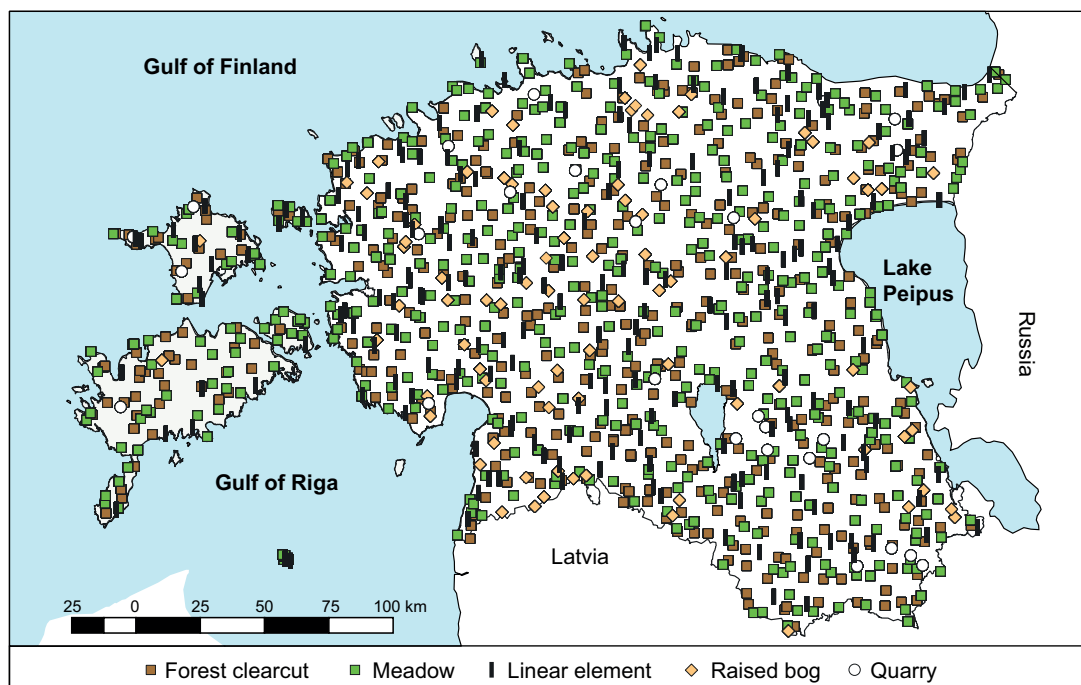 Gulf of Finland
Lake
Peipus
Russia
Gulf of Riga
Latvia
25 0 25 50 75 100 km
Forest clearcut Meadow Linear element Raised bog Quarry